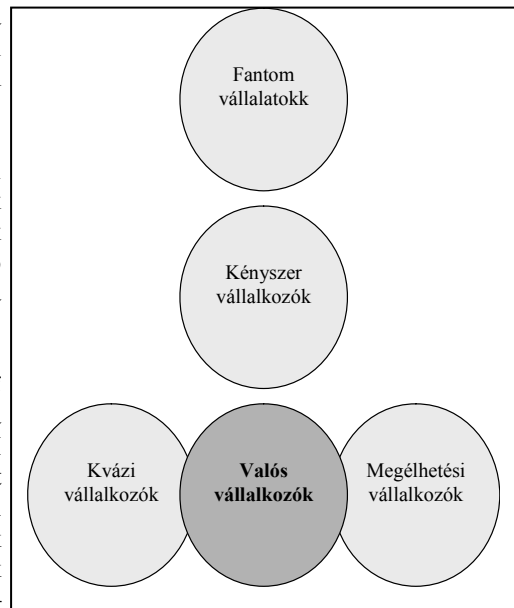 Fantom
vállalatokk
Kényszer
vállalkozók
Kvázi
vállalkozók
Valós
vállalkozók
Megélhetési
vállalkozók